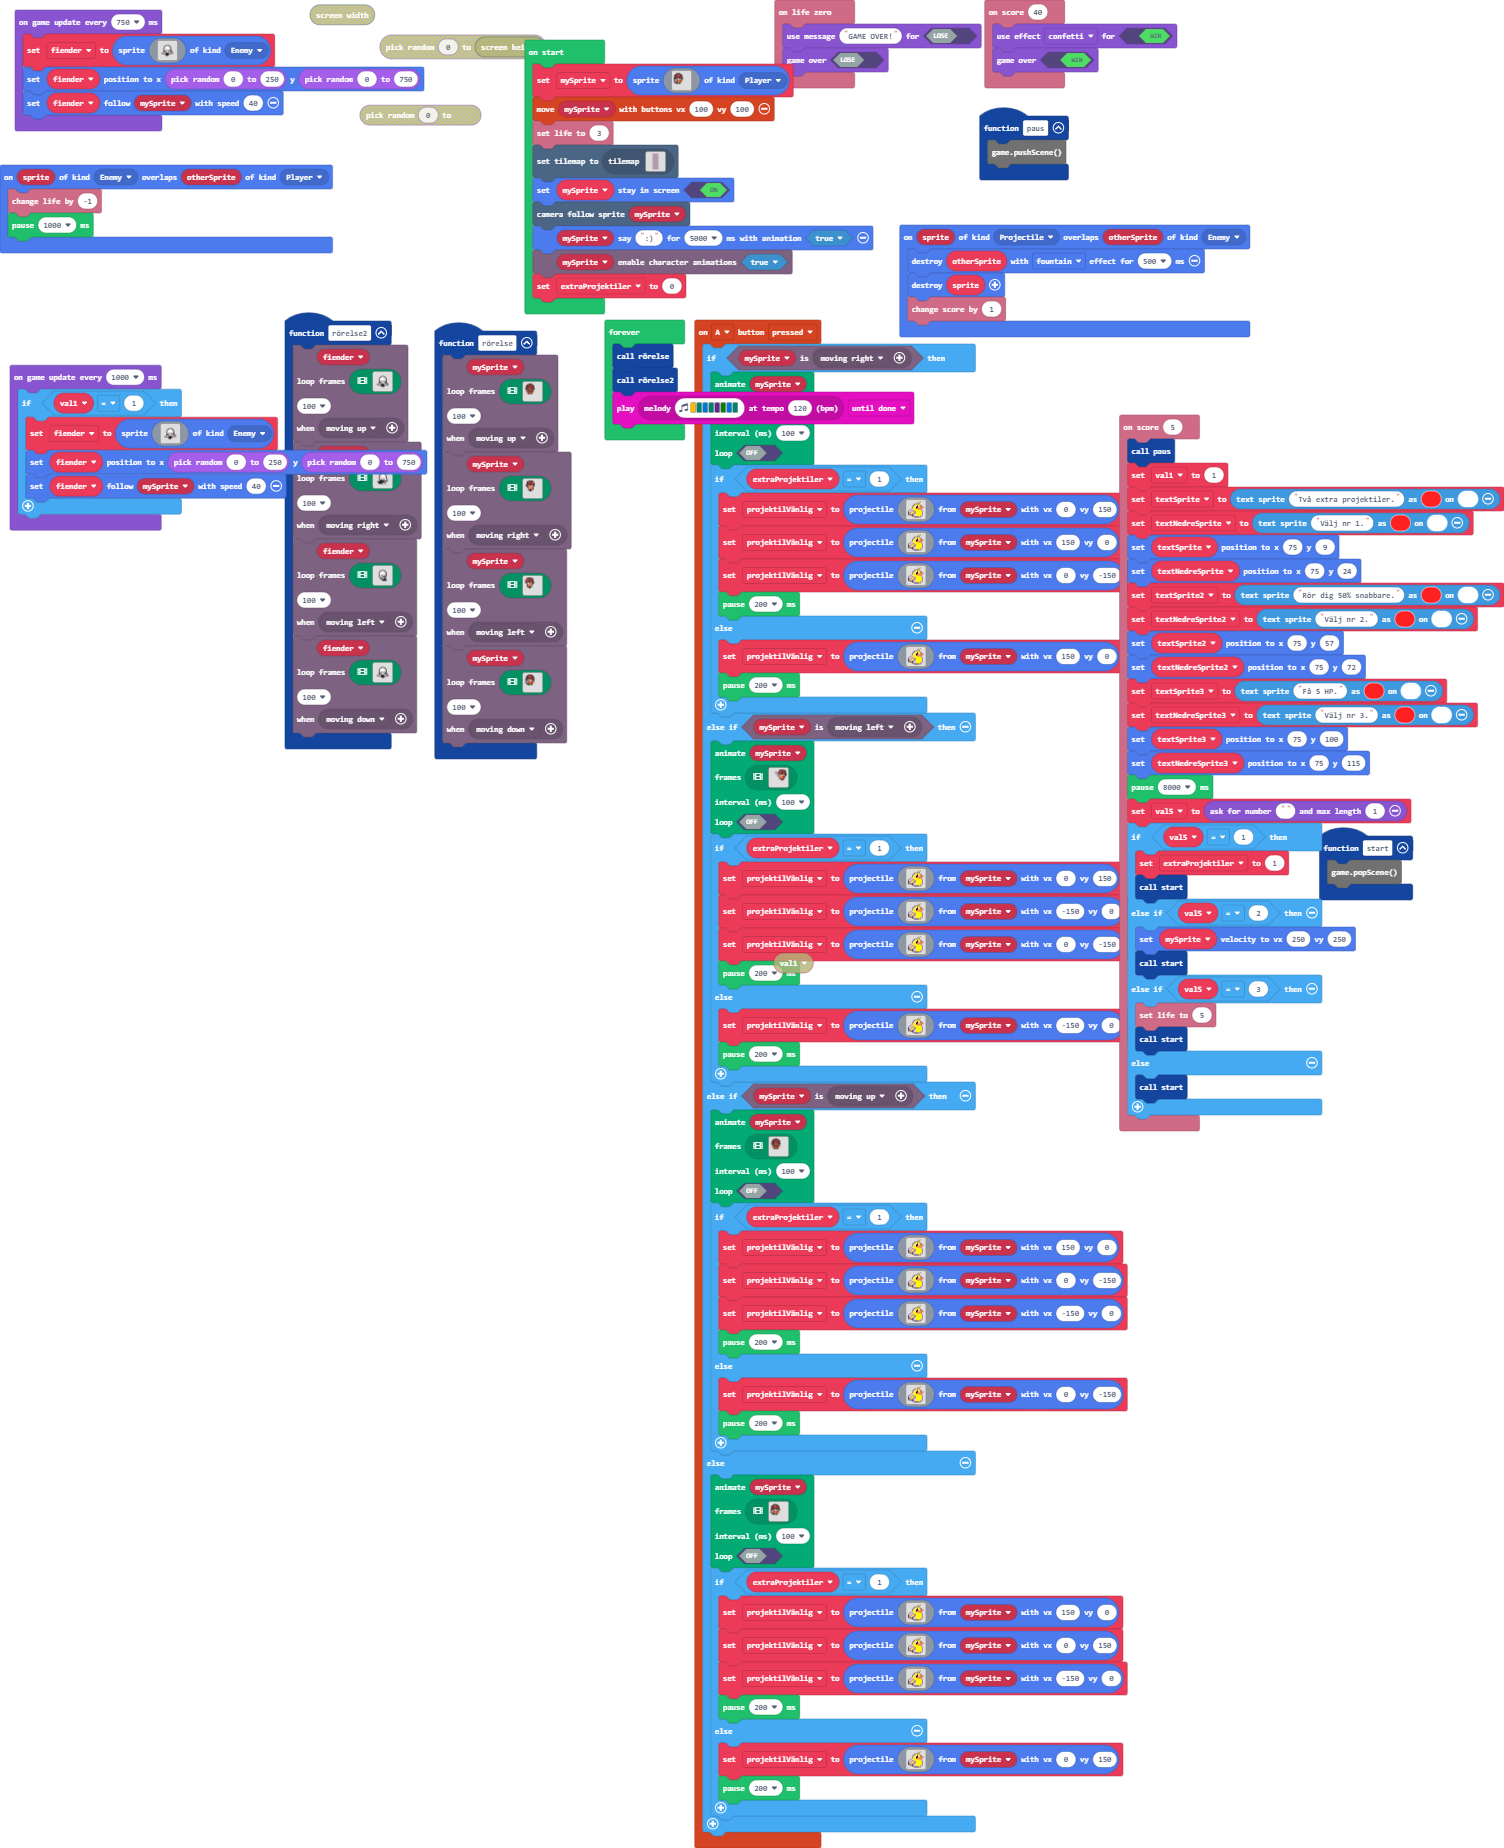 on game update every 750 ms
set fiender to sprite of kind Enemy
set fiender position to x pick random 0 to 250 y pick random 0 to 750
set fiender follow mySprite with speed 40
screen width
pick random 0 to screen hei
pick random 0 to
on sprite of kind Enemy overlaps otherSprite of kind Player
change life by -1
pause 1000 ms
on start
set mySprite to sprite of kind Player
move mySprite with buttons vx 100 vy 100
set life to 3
set tilemap to tilemap
set mySprite stay in screen ON
camera follow sprite mySprite
mySprite say ":)" for 5000 ms with animation true
mySprite enable character animations true
set extraProjektiler to 0
on life zero
use message "GAME OVER!" for LOSE
game over LOSE
on score 40
use effect confetti for WIN
game over WIN
function paus
game.pushScene()
on sprite of kind Projectile overlaps otherSprite of kind Enemy
destroy otherSprite with fountain effect for 500 ms
destroy sprite
change score by 1
on game update every 1000 ms
if val1 = 1 then
set fiender to sprite of kind Enemy
set fiender position to x pick random 0 to 250 y pick random 0 to 750
set fiender follow mySprite with speed 40
function rörelse2
fiender
loop frames
100
when moving up
loop frames
100
when moving right
fiender
loop frames
100
when moving left
fiender
loop frames
100
when moving down
function rörelse
mySprite
loop frames
100
when moving up
mySprite
loop frames
100
when moving right
mySprite
loop frames
100
when moving left
mySprite
loop frames
100
when moving down
forever
call rörelse
call rörelse2
play melody at tempo 120 (bpm) until done
on A button pressed
if mySprite is moving right then
animate mySprite
interval (ms) 100
loop OFF
if extraProjektiler = 1 then
set projektilVänlig to projectile from mySprite with vx 0 vy 150
set projektilVänlig to projectile from mySprite with vx 150 vy 0
set projektilVänlig to projectile from mySprite with vx 0 vy -150
pause 200 ms
else
set projektilVänlig to projectile from mySprite with vx 150 vy 0
pause 200 ms
else if mySprite is moving left then
animate mySprite
frames
interval (ms) 100
loop OFF
if extraProjektiler = 1 then
set projektilVänlig to projectile from mySprite with vx 0 vy 150
set projektilVänlig to projectile from mySprite with vx -150 vy 0
set projektilVänlig to projectile from mySprite with vx 0 vy -150
val1
pause 200 ms
else
set projektilVänlig to projectile from mySprite with vx -150 vy 0
pause 200 ms
else if mySprite is moving up then
animate mySprite
frames
interval (ms) 100
loop OFF
if extraProjektiler = 1 then
set projektilVänlig to projectile from mySprite with vx 150 vy 0
set projektilVänlig to projectile from mySprite with vx 0 vy -150
set projektilVänlig to projectile from mySprite with vx -150 vy 0
pause 200 ms
else
set projektilVänlig to projectile from mySprite with vx 0 vy -150
pause 200 ms
else
animate mySprite
frames
interval (ms) 100
loop OFF
if extraProjektiler = 1 then
set projektilVänlig to projectile from mySprite with vx 150 vy 0
set projektilVänlig to projectile from mySprite with vx 0 vy 150
set projektilVänlig to projectile from mySprite with vx -150 vy 0
pause 200 ms
else
set projektilVänlig to projectile from mySprite with vx 0 vy 150
pause 200 ms
on score 5
call paus
set val1 to 1
set textSprite to text sprite "Två extra projektiler." as on
set textNedreSprite to text sprite "Välj nr 1." as on
set textSprite position to x 75 y 9
set textNedreSprite position to x 75 y 24
set textSprite2 to text sprite "Rör dig 50% snabbare." as on
set textNedreSprite2 to text sprite "Välj nr 2." as on
set textSprite2 position to x 75 y 57
set textNedreSprite2 position to x 75 y 72
set textSprite3 to text sprite "Få 5 HP." as on
set textNedreSprite3 to text sprite "Välj nr 3." as on
set textSprite3 position to x 75 y 100
set textNedreSprite3 position to x 75 y 115
pause 8000 ms
set val5 to ask for number "" and max length 1
if val5 = 1 then
set extraProjektiler to 1
call start
else if val5 = 2 then
set mySprite velocity to vx 250 vy 250
call start
else if val5 = 3 then
set life to 5
call start
else
call start
function start
game.popScene()